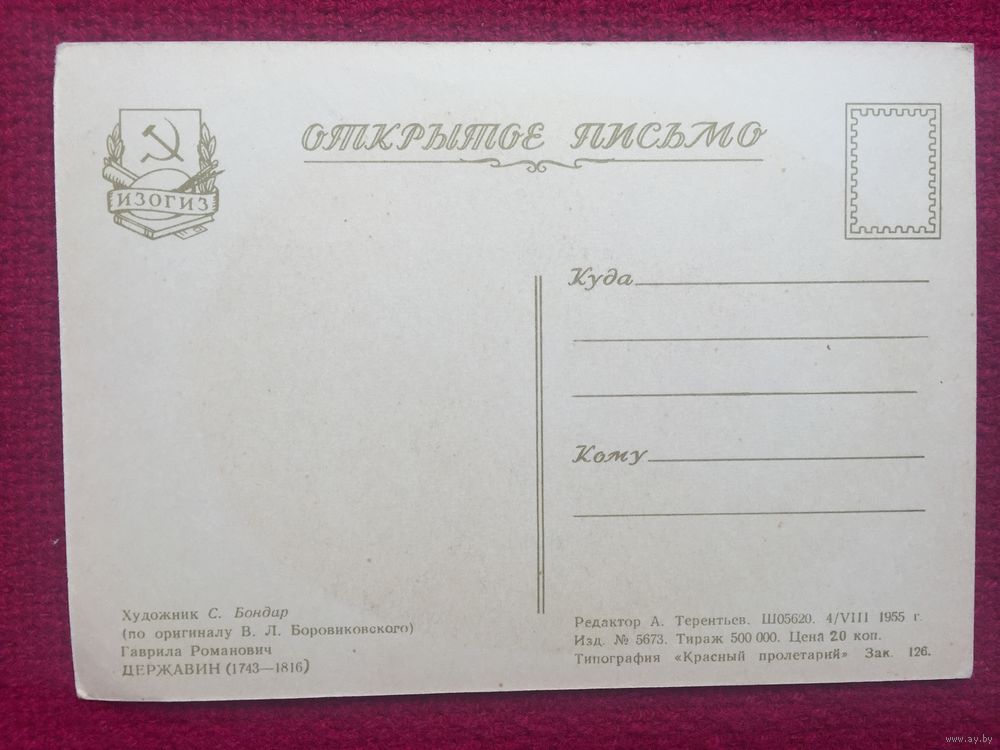 ОТКРЫТОЕ ПИСЬМО
ИЗОГИЗ
Куда
Кому
Художник С. Бондар
(по оригиналу В. Л. Боровиковского)
Гаврила Романович
ДЕРЖАВИН (1743—1816)
Редактор А. Терентьев. Ш05620. 4/VIII 1955 г.
Изд. № 5673. Тираж 500 000. Цена 20 коп.
Типография «Красный пролетарий» Зак. 126.
www.ay.by